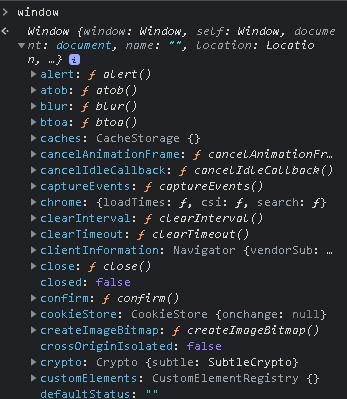 > window
Window {window: Window, self: Window, docume
nt: document, name: "", location: Locatio
n, …} i
alert: ƒ alert()
atob: ƒ atob()
blur: ƒ blur()
btoa: ƒ btoa()
caches: CacheStorage {}
cancelAnimationFrame: ƒ cancelAnimationFr…
cancelIdleCallback: ƒ cancelIdleCallback()
captureEvents: ƒ captureEvents()
chrome: {loadTimes: ƒ, csi: ƒ, search: ƒ}
clearInterval: ƒ clearInterval()
clearTimeout: ƒ clearTimeout()
clientInformation: Navigator {vendorSub: …
close: ƒ close()
closed: false
confirm: ƒ confirm()
cookieStore: CookieStore {onchange: null}
createImageBitmap: ƒ createImageBitmap()
crossOriginIsolated: false
crypto: Crypto {subtle: SubtleCrypto}
customElements: CustomElementRegistry {}
defaultStatus: ""